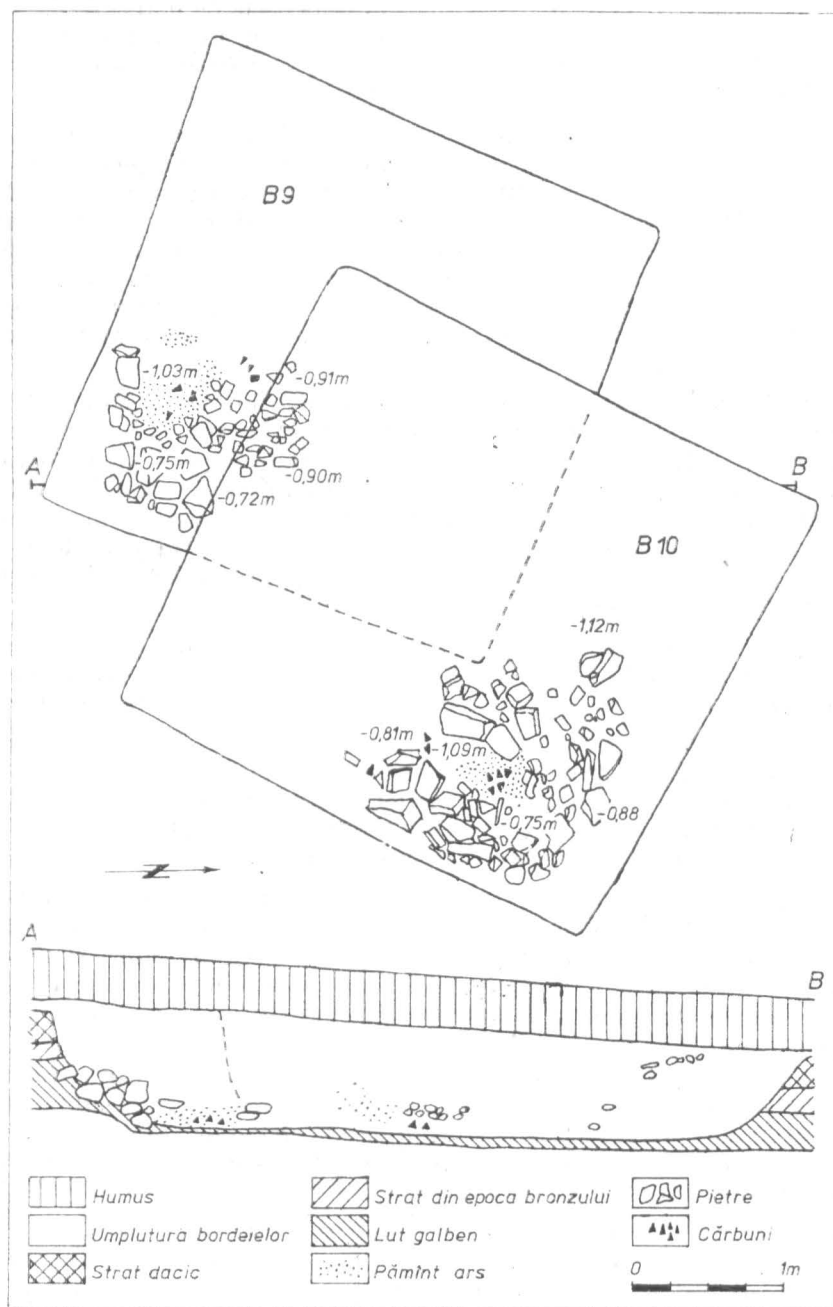 B9
-1,03m
-0,91m
A
-0,75m
-0,90m
B
-0,72m
B10
-1,12m
-0,81m
-1,09m
-0,75m
-0,88
N
A
B
Humus
Strat din epoca bronzului
Pietre
Umplutura bordeielor
Lut galben
Cărbuni
Strat dacic
Pămînt ars
0 1m